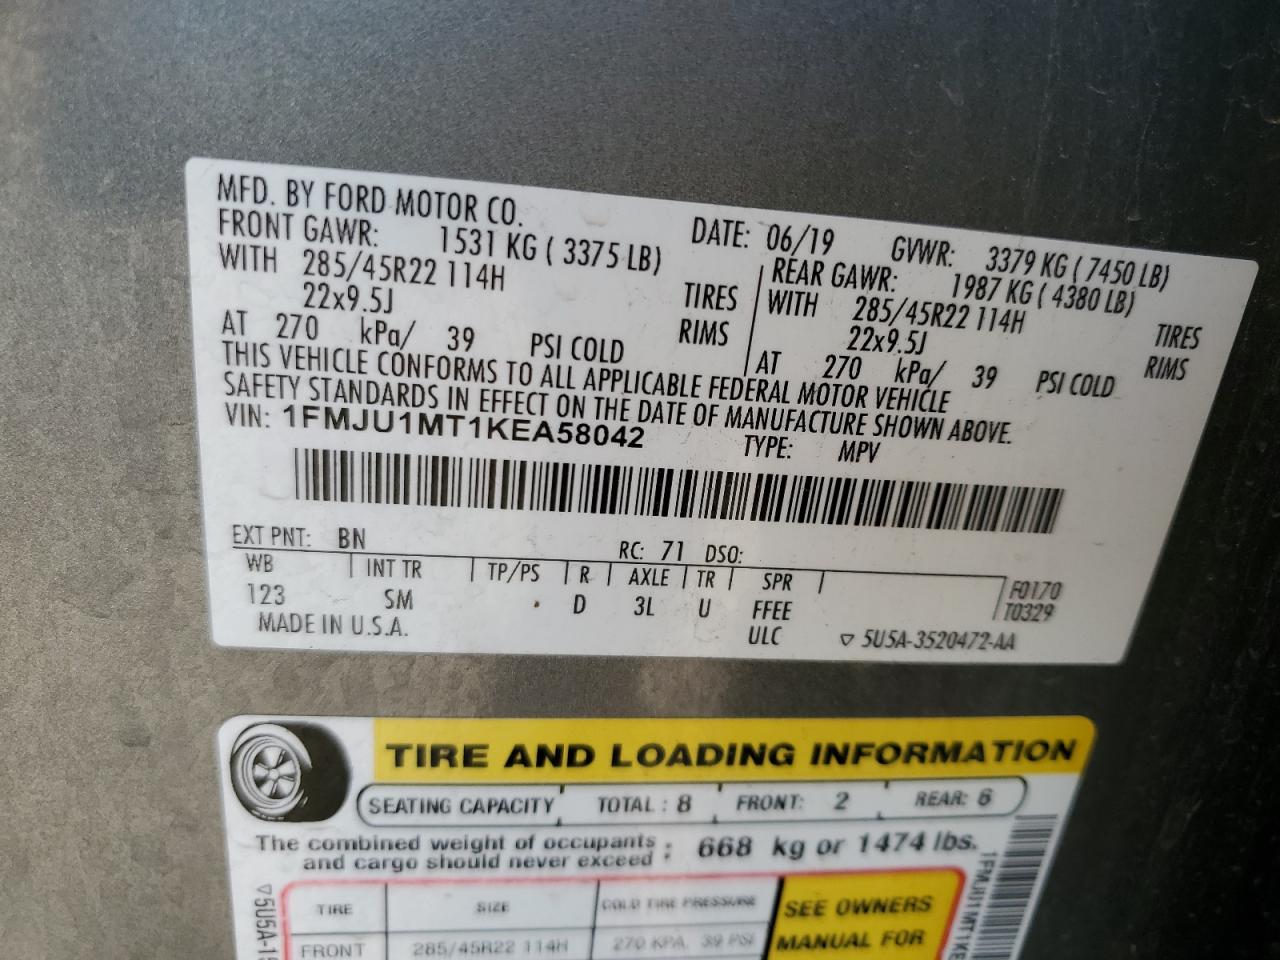 MFD. BY FORD MOTOR CO. DATE: 06/19 GVWR: 3379 KG ( 7450 LB)
FRONT GAWR: 1531 KG ( 3375 LB) REAR GAWR: 1987 KG ( 4380 LB)
WITH 285/45R22 114H TIRES WITH 285/45R22 114H TIRES
22x9.5J RIMS 22x9.5J RIMS
AT 270 kPa/ 39 PSI COLD AT 270 kPa/ 39 PSI COLD
THIS VEHICLE CONFORMS TO ALL APPLICABLE FEDERAL MOTOR VEHICLE
SAFETY STANDARDS IN EFFECT ON THE DATE OF MANUFACTURE SHOWN ABOVE.
VIN: 1FMJU1MT1KEA58042 TYPE: MPV
EXT PNT: BN RC: 71 DSO:
WB INT TR TP/PS R AXLE TR SPR F0170
123 SM D 3L U FFEE T0329
MADE IN U.S.A. ULC ▽ 5U5A-3520472-AA
TIRE AND LOADING INFORMATION
SEATING CAPACITY TOTAL : 8 FRONT: 2 REAR: 6
The combined weight of occupants : 668 kg or 1474 lbs.
and cargo should never exceed :
TIRE SIZE COLD TIRE PRESSURE SEE OWNERS
FRONT 285/45R22 114H 270 KPA, 39 PSI MANUAL FOR
▽5U5A-15
1FMJU1MT1KE